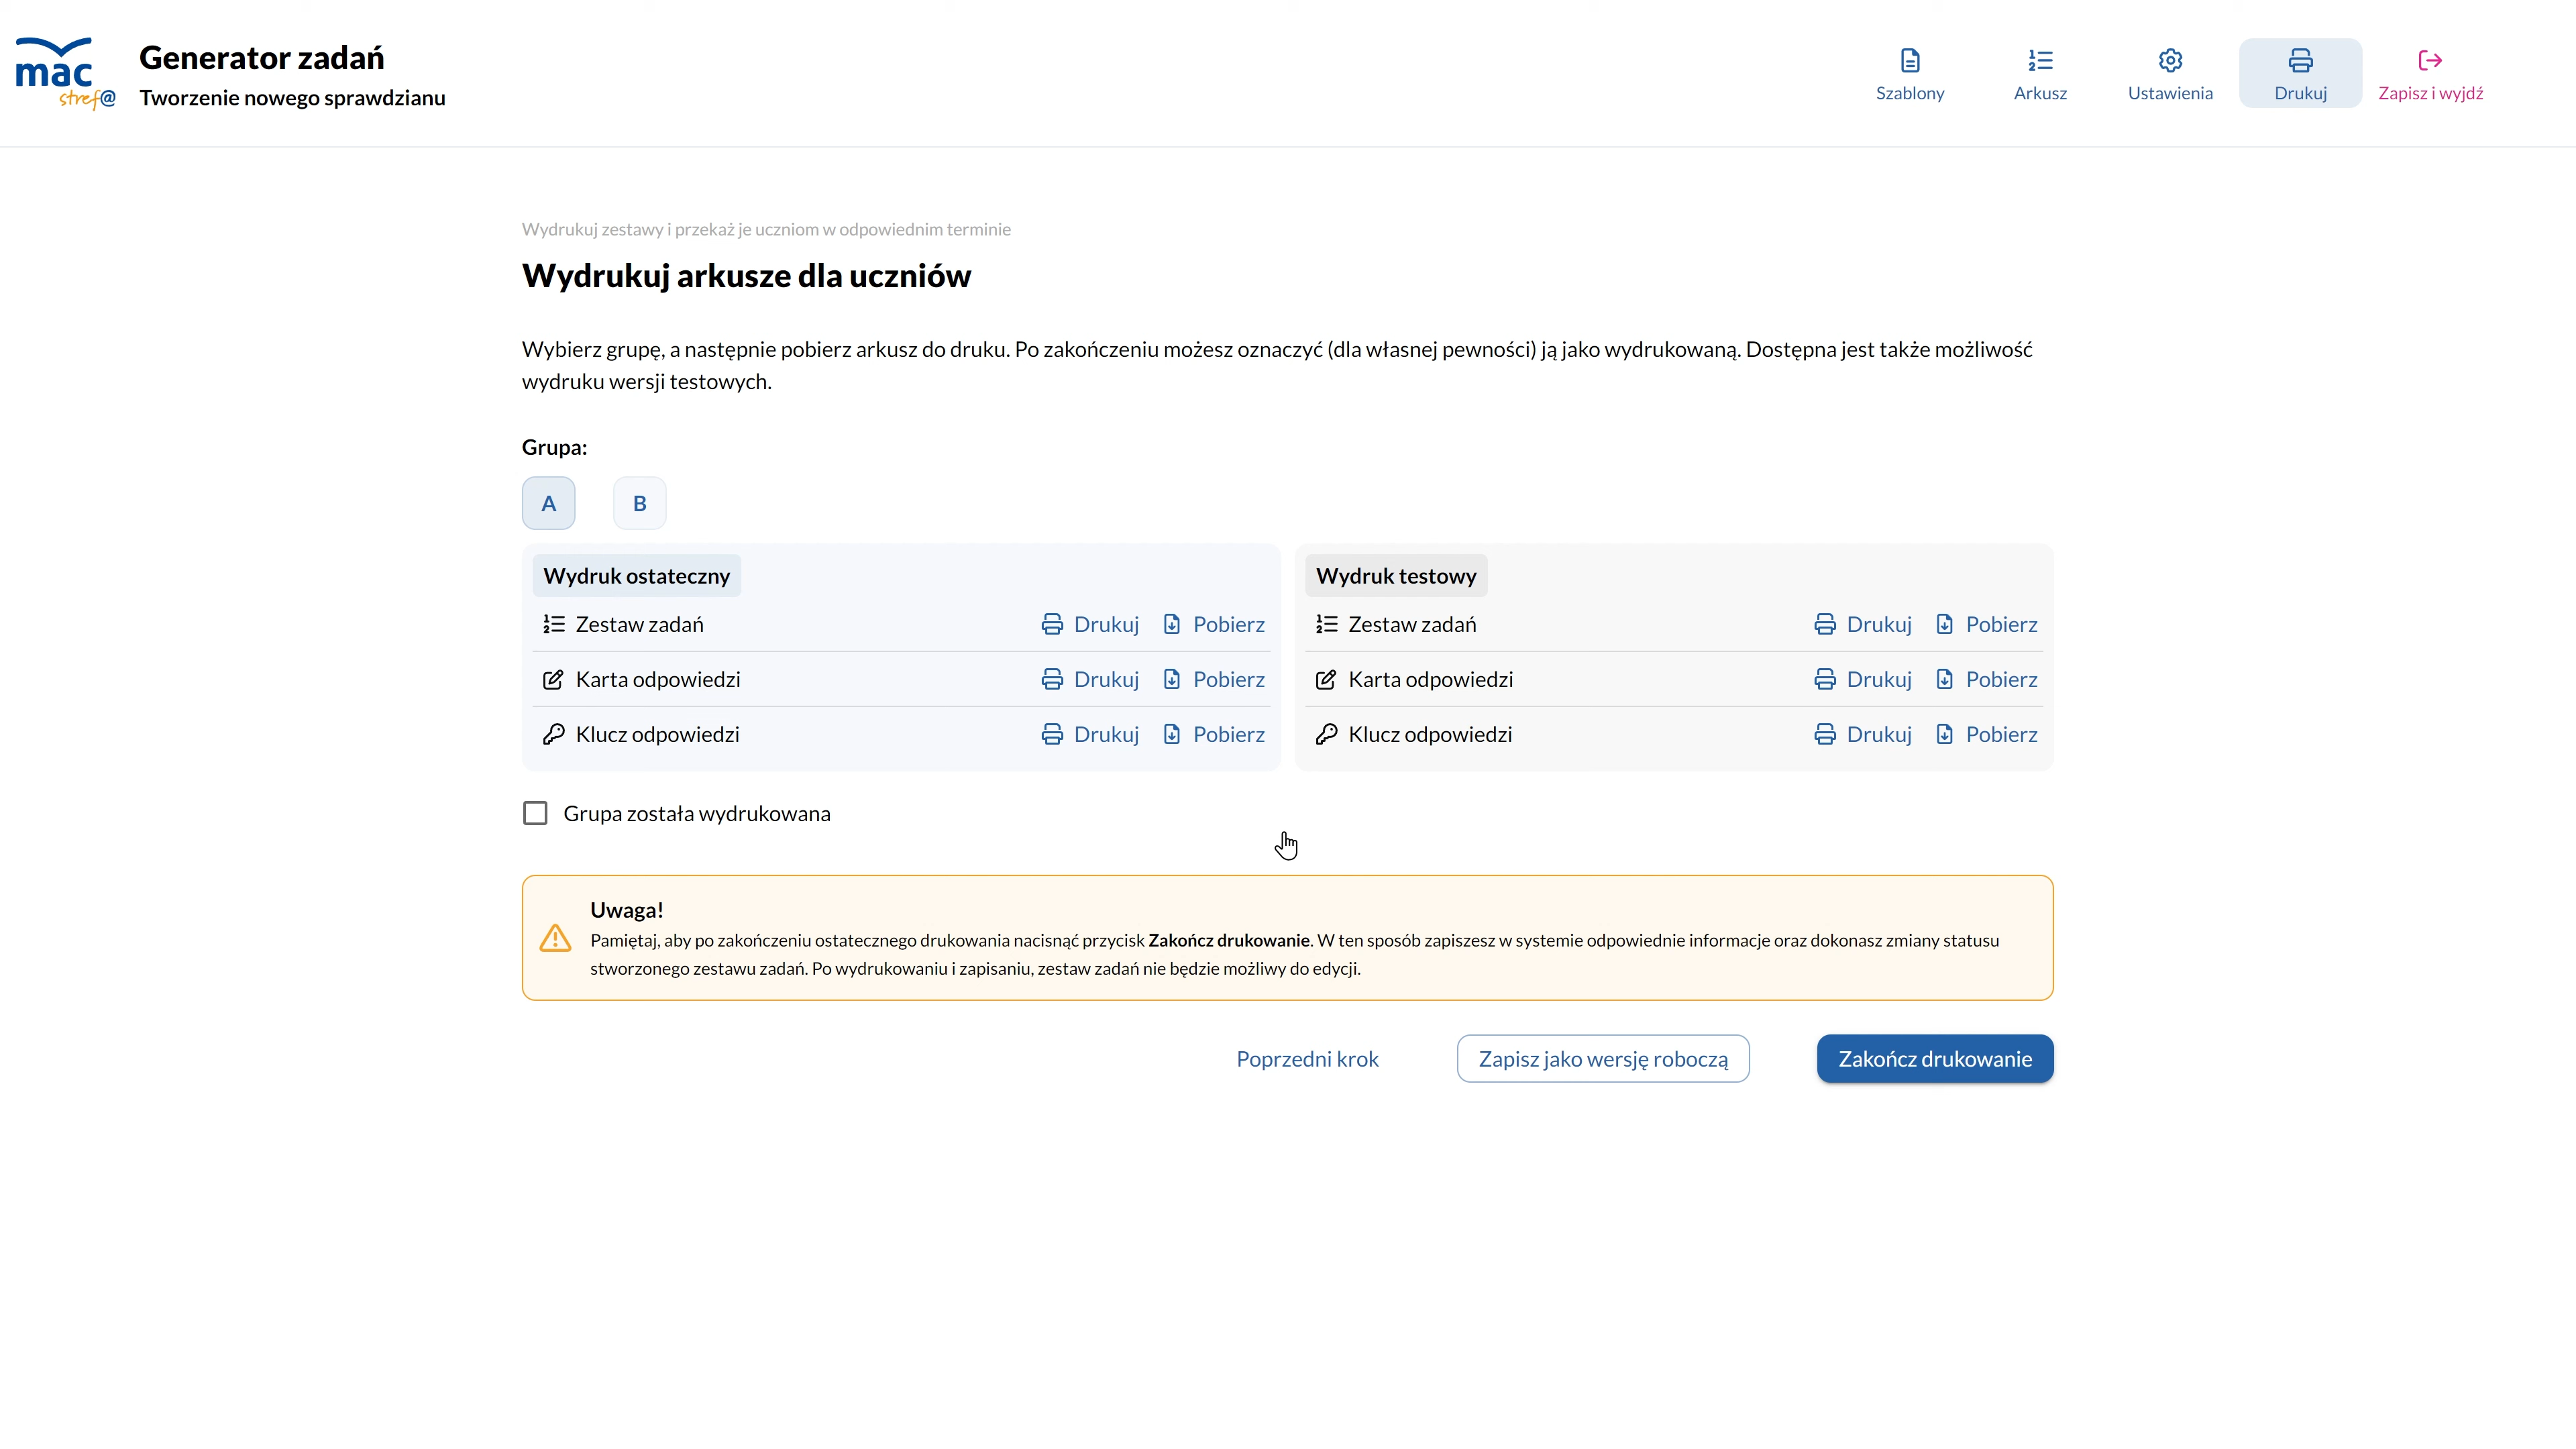 mac
stref@
Generator zadań
Tworzenie nowego sprawdzianu
Szablony
Arkusz
Ustawienia
Drukuj
Zapisz i wyjdź
Wydrukuj zestawy i przekaż je uczniom w odpowiednim terminie
Wydrukuj arkusze dla uczniów
Wybierz grupę, a następnie pobierz arkusz do druku. Po zakończeniu możesz oznaczyć (dla własnej pewności) ją jako wydrukowaną. Dostępna jest także możliwość
wydruku wersji testowych.
Grupa:
A B
Wydruk ostateczny
Zestaw zadań Drukuj Pobierz
Karta odpowiedzi Drukuj Pobierz
Klucz odpowiedzi Drukuj Pobierz
Wydruk testowy
Zestaw zadań Drukuj Pobierz
Karta odpowiedzi Drukuj Pobierz
Klucz odpowiedzi Drukuj Pobierz
Grupa została wydrukowana
Uwaga!
Pamiętaj, aby po zakończeniu ostatecznego drukowania nacisnąć przycisk Zakończ drukowanie. W ten sposób zapiszesz w systemie odpowiednie informacje oraz dokonasz zmiany statusu
stworzonego zestawu zadań. Po wydrukowaniu i zapisaniu, zestaw zadań nie będzie możliwy do edycji.
Poprzedni krok
Zapisz jako wersję roboczą
Zakończ drukowanie